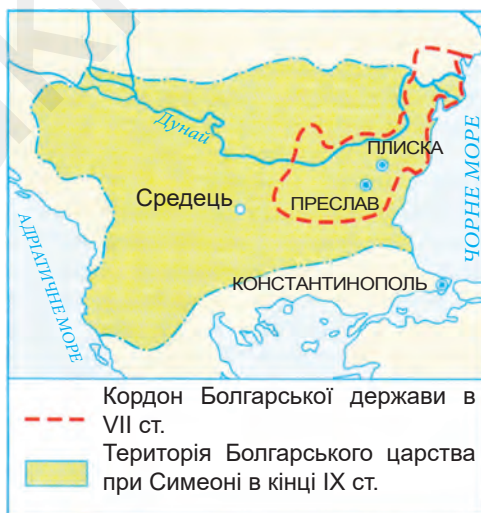 Дунай
ПЛИСКА
Средець
ПРЕСЛАВ
ЧОРНЕ МОРЕ
АДРІАТИЧНЕ МОРЕ
КОНСТАНТИНОПОЛЬ
Кордон Болгарської держави в
VII ст.
Територія Болгарського царства
при Симеоні в кінці IX ст.